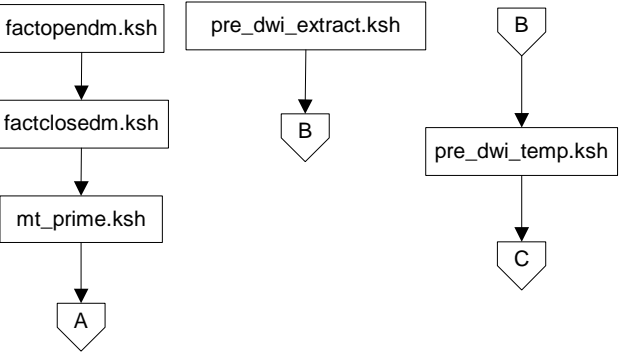 factopendm.ksh
factclosedm.ksh
mt_prime.ksh
A
pre_dwi_extract.ksh
B
B
pre_dwi_temp.ksh
C